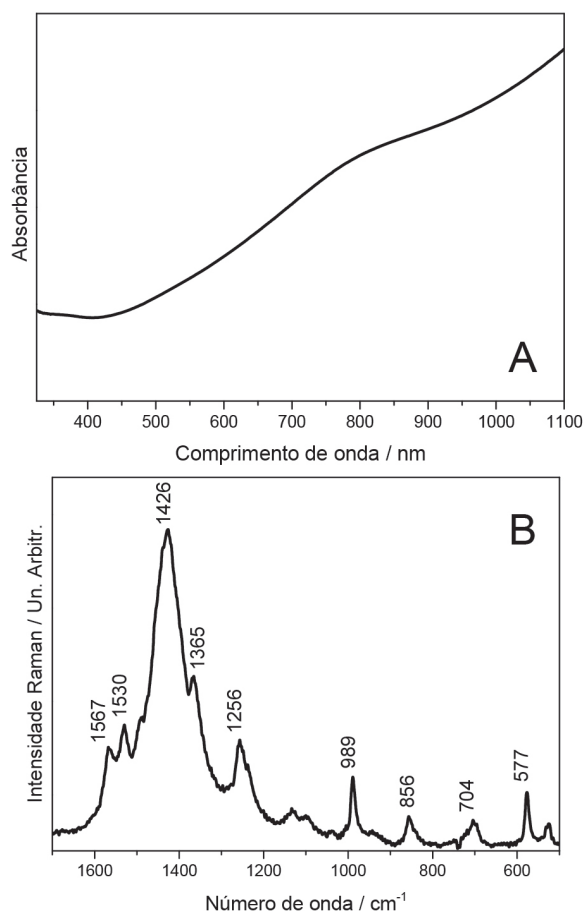 Absorbância
A
400 500 600 700 800 900 1000 1100
Comprimento de onda / nm
Intensidade Raman / Un. Arbitr.
B
1567
1530
1426
1365
1256
989
856
704
577
1600 1400 1200 1000 800 600
Número de onda / cm⁻¹